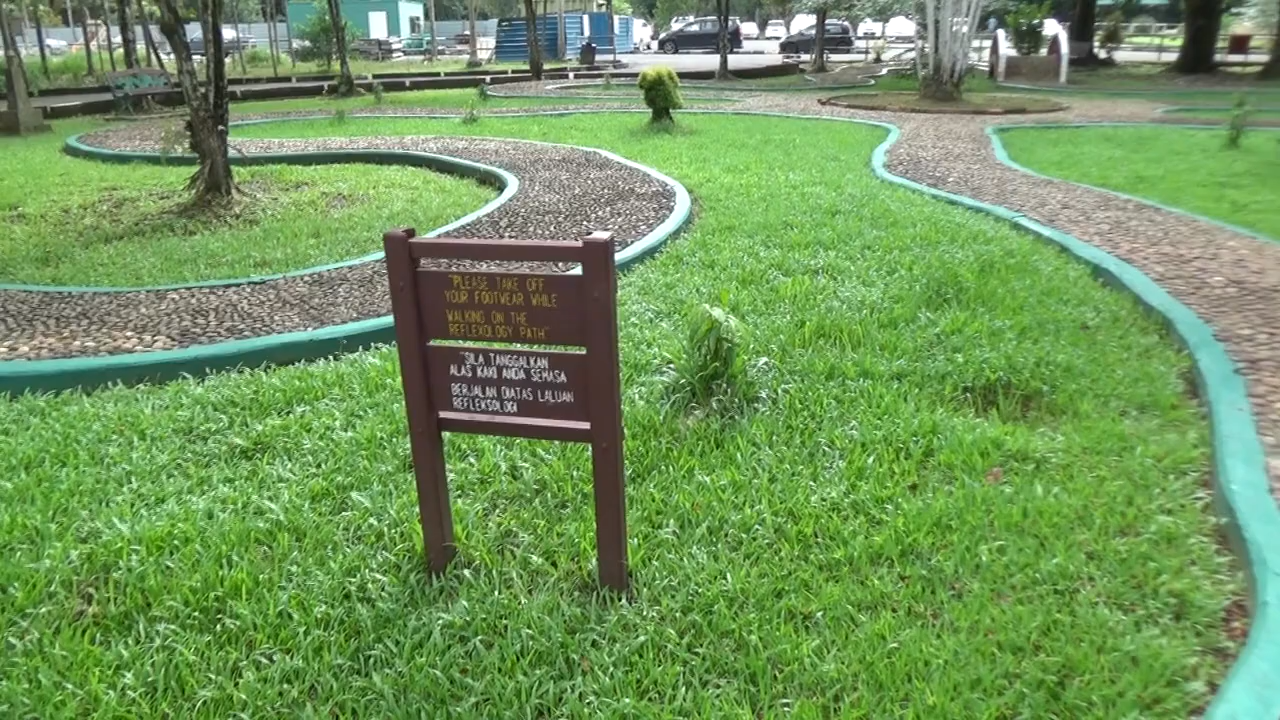 "PLEASE TAKE OFF
YOUR FOOTWEAR WHILE
WALKING ON THE
REFLEXOLOGY PATH"
"SILA TANGGALKAN
ALAS KAKI ANDA SEMASA
BERJALAN DIATAS LALUAN
REFLEKSOLOGI